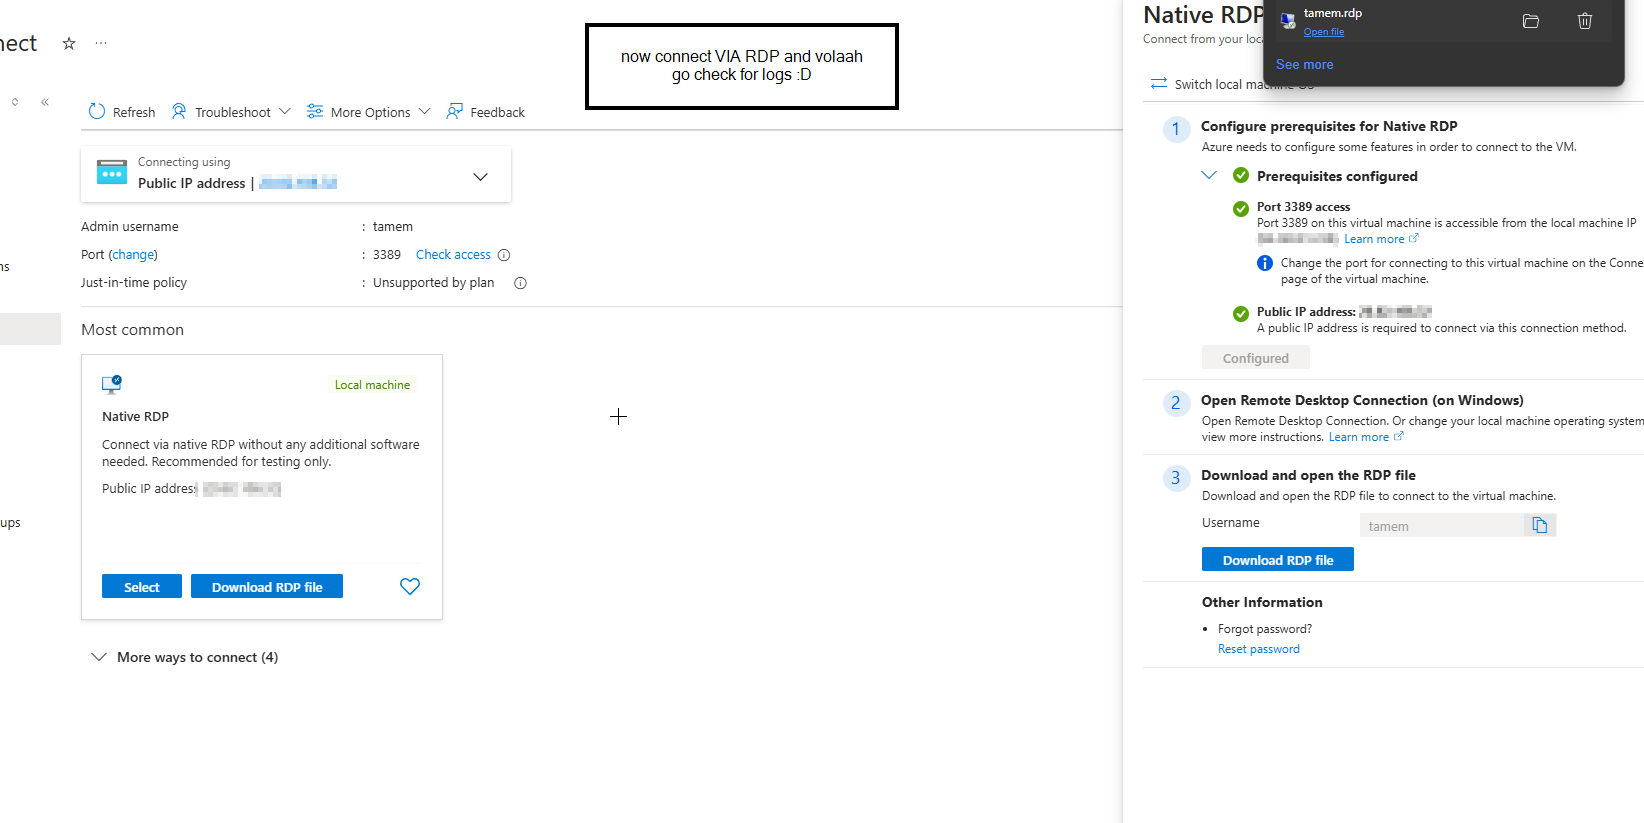 nect
Refresh
Troubleshoot
More Options
Feedback
now connect VIA RDP and volaah
go check for logs :D
Connecting using
Public IP address |
Admin username : tamem
Port (change) : 3389 Check access
Just-in-time policy : Unsupported by plan
ns
ups
Most common
Local machine
Native RDP
Connect via native RDP without any additional software
needed. Recommended for testing only.
Public IP address
Select
Download RDP file
More ways to connect (4)
Native RDP
Connect from your loca
tamem.rdp
Open file
See more
Switch local machine OS
1 Configure prerequisites for Native RDP
Azure needs to configure some features in order to connect to the VM.
Prerequisites configured
Port 3389 access
Port 3389 on this virtual machine is accessible from the local machine IP
Learn more
Change the port for connecting to this virtual machine on the Conne
page of the virtual machine.
Public IP address:
A public IP address is required to connect via this connection method.
Configured
2 Open Remote Desktop Connection (on Windows)
Open Remote Desktop Connection. Or change your local machine operating system
view more instructions. Learn more
3 Download and open the RDP file
Download and open the RDP file to connect to the virtual machine.
Username tamem
Download RDP file
Other Information
• Forgot password?
Reset password